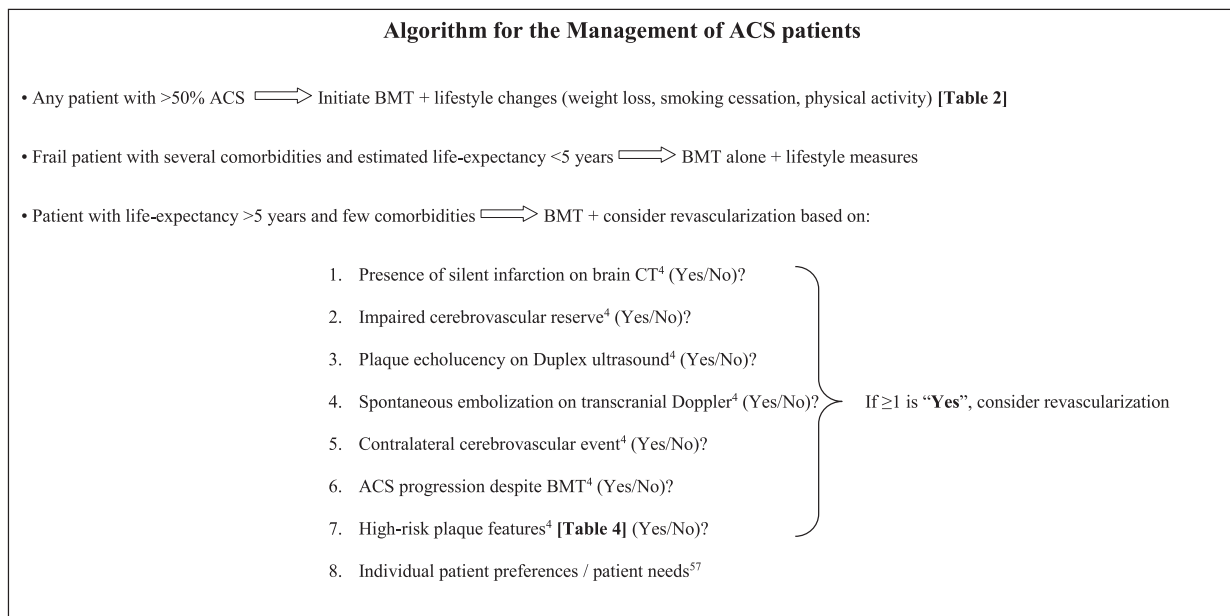 Algorithm for the Management of ACS patients
• Any patient with >50% ACS ⟹ Initiate BMT + lifestyle changes (weight loss, smoking cessation, physical activity) [Table 2]
• Frail patient with several comorbidities and estimated life-expectancy <5 years ⟹ BMT alone + lifestyle measures
• Patient with life-expectancy >5 years and few comorbidities ⟹ BMT + consider revascularization based on:
1. Presence of silent infarction on brain CT⁴ (Yes/No)?
2. Impaired cerebrovascular reserve⁴ (Yes/No)?
3. Plaque echolucency on Duplex ultrasound⁴ (Yes/No)?
4. Spontaneous embolization on transcranial Doppler⁴ (Yes/No)?
If ≥1 is “Yes”, consider revascularization
5. Contralateral cerebrovascular event⁴ (Yes/No)?
6. ACS progression despite BMT⁴ (Yes/No)?
7. High-risk plaque features⁴ [Table 4] (Yes/No)?
8. Individual patient preferences / patient needs⁵⁷